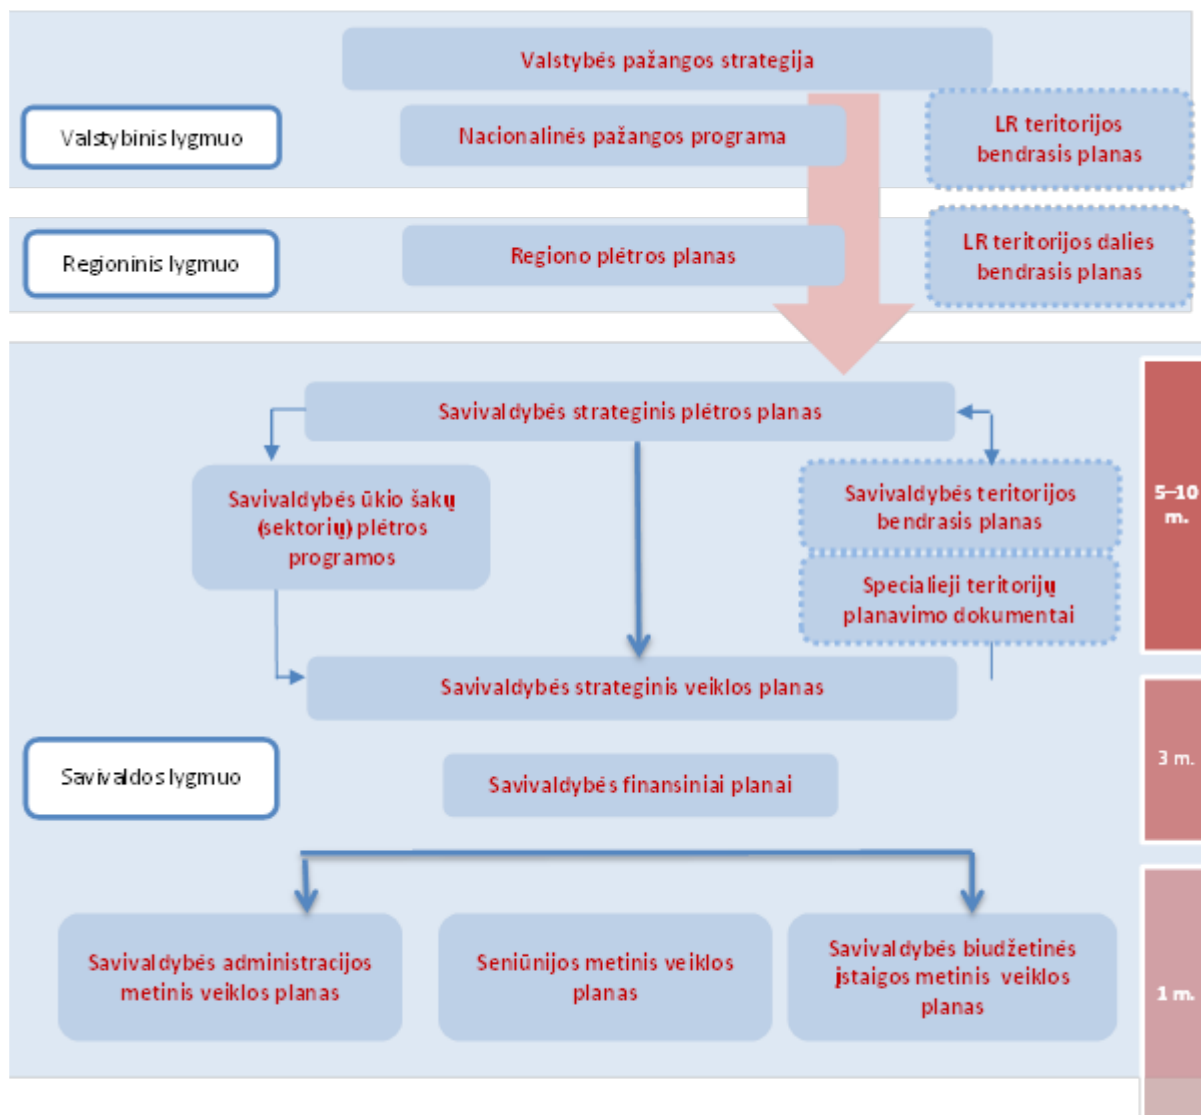 Valstybės pažangos strategija
Valstybinis lygmuo
Nacionalinės pažangos programa
LR teritorijos
bendrasis planas
Regioninis lygmuo
Regiono plėtros planas
LR teritorijos dalies
bendrasis planas
Savivaldybės strateginis plėtros planas
Savivaldybės ūkio šakų
(sektorių) plėtros
programos
Savivaldybės teritorijos
bendrasis planas
Specialieji teritorijų
planavimo dokumentai
5–10
m.
Savivaldybės strateginis veiklos planas
Savivaldos lygmuo
Savivaldybės finansiniai planai
3 m.
Savivaldybės administracijos
metinis veiklos planas
Seniūnijos metinis veiklos
planas
Savivaldybės biudžetinės
įstaigos metinis veiklos
planas
1 m.